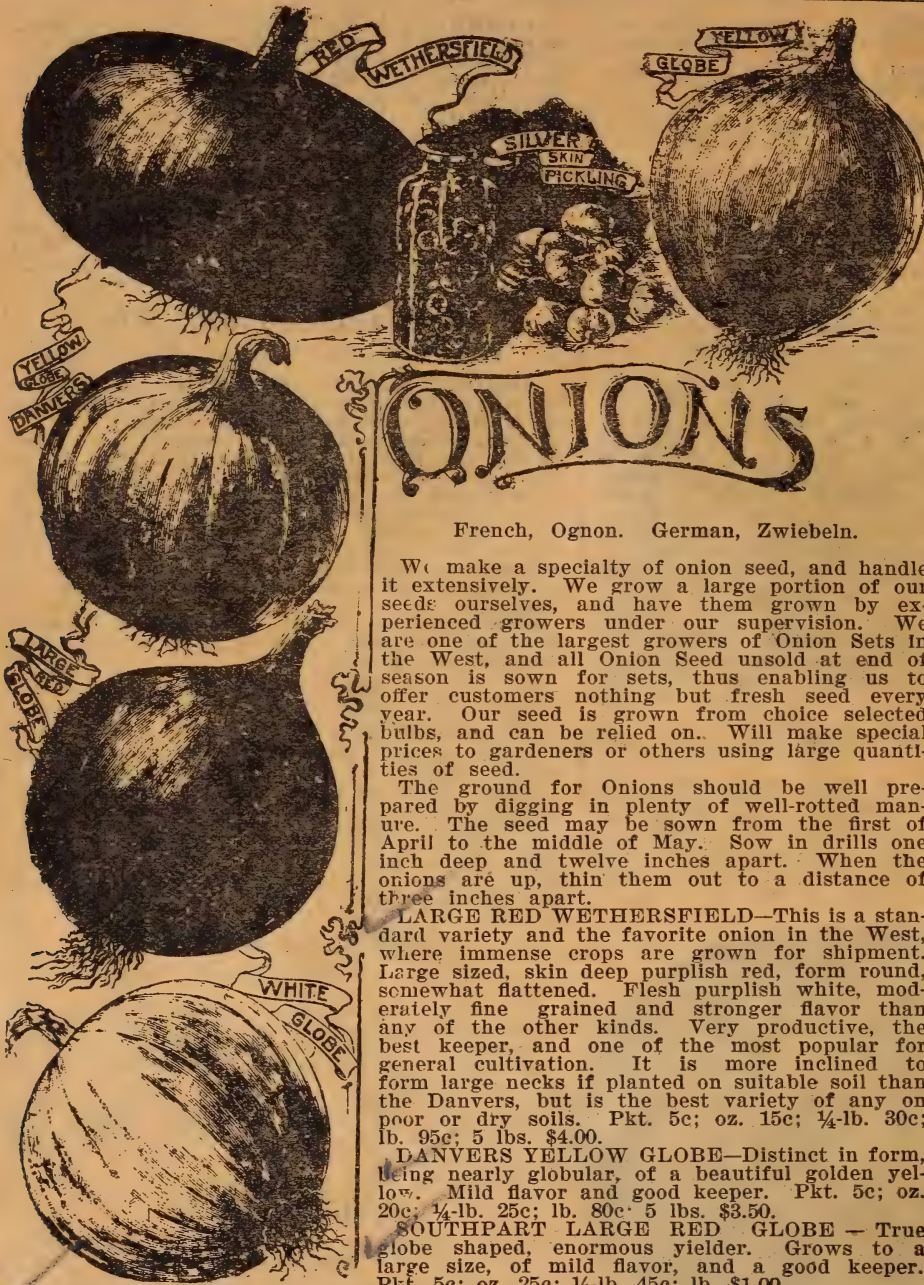 RED
WETHERSFIELD
YELLOW
GLOBE
SILVER
SKIN
PICKLING
YELLOW
GLOBE
DANVERS
LARGE
RED
GLOBE
WHITE
GLOBE
ONIONS
French, Ognon. German, Zwiebeln.
We make a specialty of onion seed, and handle
it extensively. We grow a large portion of our
seeds ourselves, and have them grown by ex-
perienced growers under our supervision. We
are one of the largest growers of Onion Sets in
the West, and all Onion Seed unsold at end of
season is sown for sets, thus enabling us to
offer customers nothing but fresh seed every
year. Our seed is grown from choice selected
bulbs, and can be relied on. Will make special
prices to gardeners or others using large quanti-
ties of seed.
The ground for Onions should be well pre-
pared by digging in plenty of well-rotted man-
ure. The seed may be sown from the first of
April to the middle of May. Sow in drills one
inch deep and twelve inches apart. When the
onions are up, thin them out to a distance of
three inches apart.
LARGE RED WETHERSFIELD—This is a stan-
dard variety and the favorite onion in the West,
where immense crops are grown for shipment.
Large sized, skin deep purplish red, form round,
somewhat flattened. Flesh purplish white, mod-
erately fine grained and stronger flavor than
any of the other kinds. Very productive, the
best keeper, and one of the most popular for
general cultivation. It is more inclined to
form large necks if planted on suitable soil than
the Danvers, but is the best variety of any on
poor or dry soils. Pkt. 5c; oz. 15c; ¼-lb. 30c;
lb. 95c; 5 lbs. $4.00.
DANVERS YELLOW GLOBE—Distinct in form,
being nearly globular, of a beautiful golden yel-
low. Mild flavor and good keeper. Pkt. 5c; oz.
20c; ¼-lb. 25c; lb. 80c; 5 lbs. $3.50.
SOUTHPART LARGE RED GLOBE — True
globe shaped, enormous yielder. Grows to a
large size, of mild flavor, and a good keeper.
Pkt. 5c; oz. 25c; ¼-lb. 45c; lb. $1.00